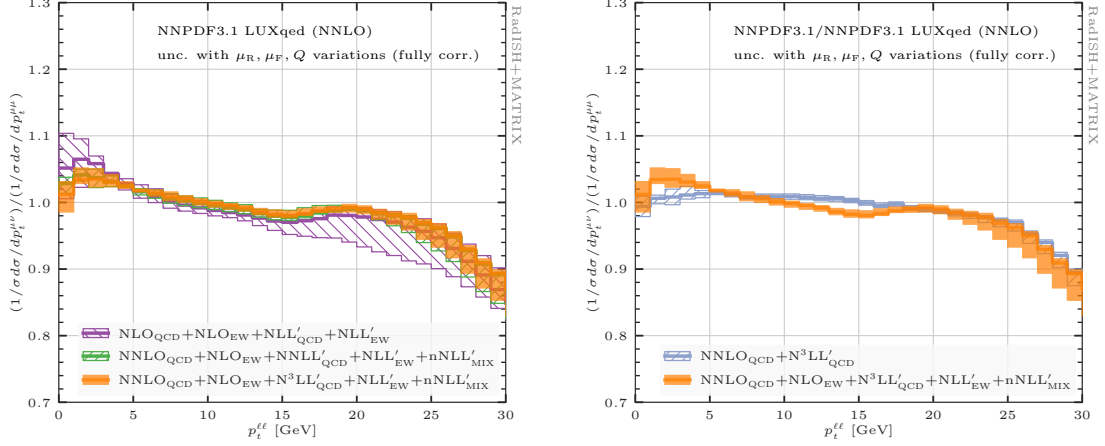 NNPDF3.1 LUXqed (NNLO)
unc. with μ_R, μ_F, Q variations (fully corr.)
RadISH+MATRIX
(1/σ dσ/dp_t^{μν})/(1/σ dσ/dp_t^{μμ})
1.3
1.2
1.1
1.0
0.9
0.8
0.7
NLO_QCD+NLO_EW+NLL′_QCD+NLL′_EW
NNLO_QCD+NLO_EW+NNLL′_QCD+NLL′_EW+nNLL′_MIX
NNLO_QCD+NLO_EW+N³LL′_QCD+NLL′_EW+nNLL′_MIX
0 5 10 15 20 25 30
p_t^{ℓℓ} [GeV]
NNPDF3.1/NNPDF3.1 LUXqed (NNLO)
unc. with μ_R, μ_F, Q variations (fully corr.)
RadISH+MATRIX
(1/σ dσ/dp_t^{μν})/(1/σ dσ/dp_t^{μμ})
1.3
1.2
1.1
1.0
0.9
0.8
0.7
NNLO_QCD+N³LL′_QCD
NNLO_QCD+NLO_EW+N³LL′_QCD+NLL′_EW+nNLL′_MIX
0 5 10 15 20 25 30
p_t^{ℓℓ} [GeV]